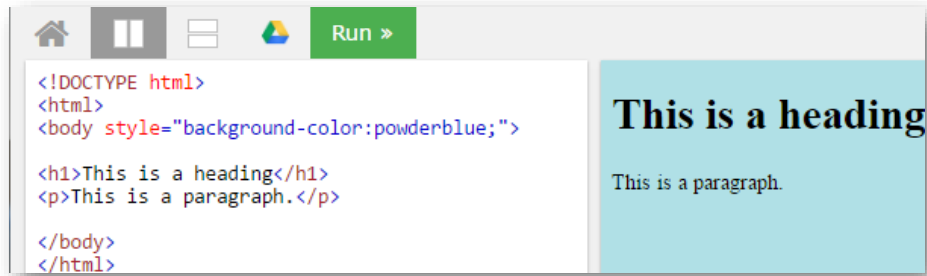 Run »
<!DOCTYPE html>
<html>
<body style="background-color:powderblue;">
<h1>This is a heading</h1>
<p>This is a paragraph.</p>
</body>
</html>
This is a heading
This is a paragraph.